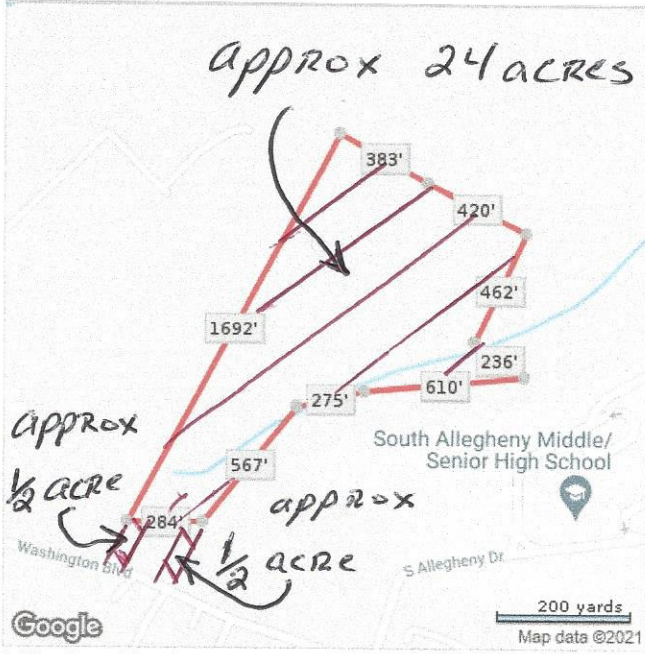 approx 24 acres
383'
420'
462'
1692'
236'
610'
275'
approx
1/2 acre
South Allegheny Middle/
Senior High School
567'
approx
1/2 acre
284'
Washington Blvd
S Allegheny Dr
200 yards
Google
Map data ©2021